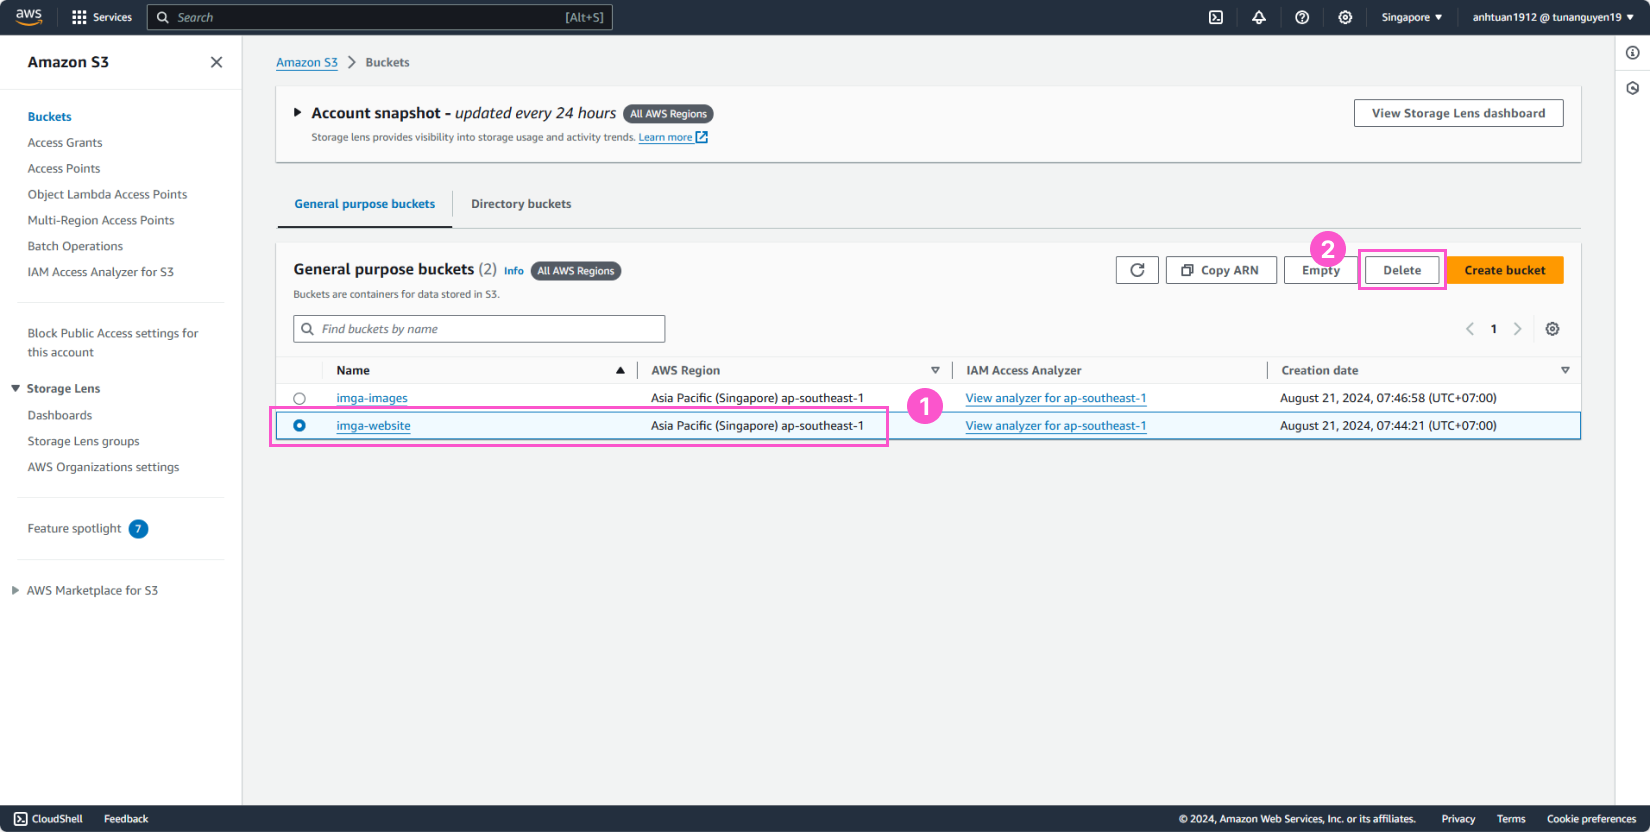 aws Services Search [Alt+S] Singapore ▼ anhtuan1912 @ tunanguyen19 ▼
Amazon S3
Buckets
Access Grants
Access Points
Object Lambda Access Points
Multi-Region Access Points
Batch Operations
IAM Access Analyzer for S3
Block Public Access settings for
this account
Storage Lens
Dashboards
Storage Lens groups
AWS Organizations settings
Feature spotlight 7
AWS Marketplace for S3
Amazon S3 > Buckets
Account snapshot - updated every 24 hours All AWS Regions View Storage Lens dashboard
Storage lens provides visibility into storage usage and activity trends. Learn more
General purpose buckets Directory buckets
2
General purpose buckets (2) Info All AWS Regions Copy ARN Empty Delete Create bucket
Buckets are containers for data stored in S3.
Find buckets by name < 1 >
Name AWS Region IAM Access Analyzer Creation date
imga-images Asia Pacific (Singapore) ap-southeast-1 View analyzer for ap-southeast-1 August 21, 2024, 07:46:58 (UTC+07:00)
1
imga-website Asia Pacific (Singapore) ap-southeast-1 View analyzer for ap-southeast-1 August 21, 2024, 07:44:21 (UTC+07:00)
CloudShell Feedback © 2024, Amazon Web Services, Inc. or its affiliates. Privacy Terms Cookie preferences